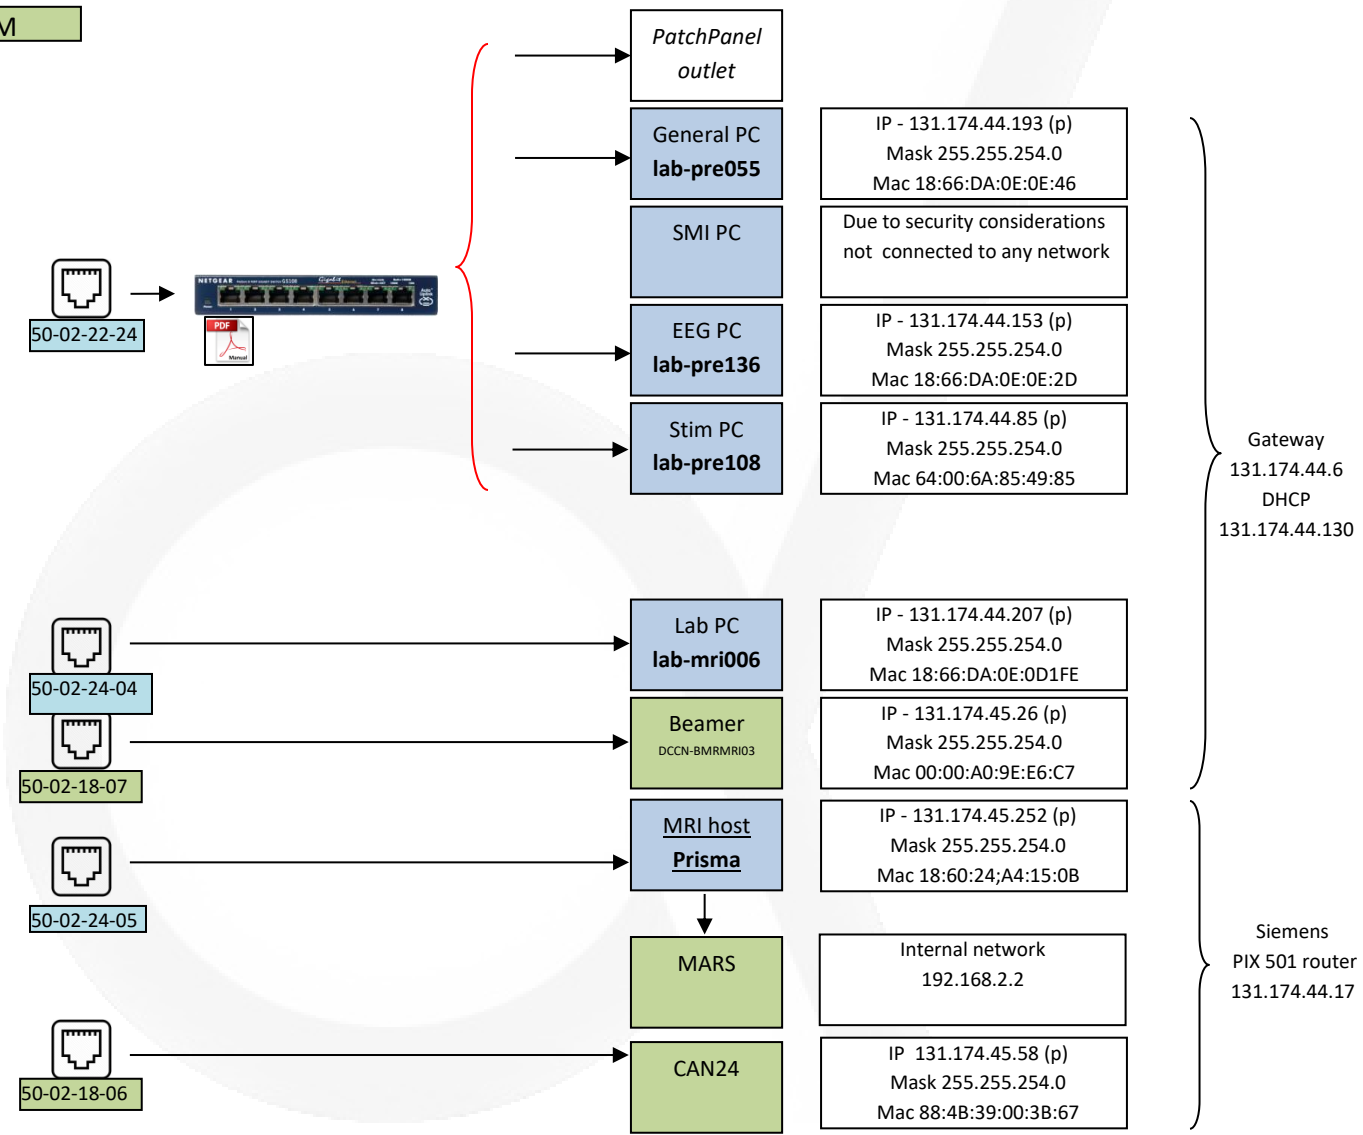 M
PatchPanel
outlet
General PC
lab-pre055
IP - 131.174.44.193 (p)
Mask 255.255.254.0
Mac 18:66:DA:0E:0E:46
SMI PC
Due to security considerations
not connected to any network
50-02-22-24
NETGEAR
Gigabit
PDF
Manual
EEG PC
lab-pre136
IP - 131.174.44.153 (p)
Mask 255.255.254.0
Mac 18:66:DA:0E:0E:2D
Stim PC
lab-pre108
IP - 131.174.44.85 (p)
Mask 255.255.254.0
Mac 64:00:6A:85:49:85
Gateway
131.174.44.6
DHCP
131.174.44.130
50-02-24-04
Lab PC
lab-mri006
IP - 131.174.44.207 (p)
Mask 255.255.254.0
Mac 18:66:DA:0E:0D1FE
50-02-18-07
Beamer
DCCN-BMRMRI03
IP - 131.174.45.26 (p)
Mask 255.255.254.0
Mac 00:00:A0:9E:E6:C7
50-02-24-05
MRI host
Prisma
IP - 131.174.45.252 (p)
Mask 255.255.254.0
Mac 18:60:24;A4:15:0B
MARS
Internal network
192.168.2.2
Siemens
PIX 501 router
131.174.44.17
50-02-18-06
CAN24
IP 131.174.45.58 (p)
Mask 255.255.254.0
Mac 88:4B:39:00:3B:67